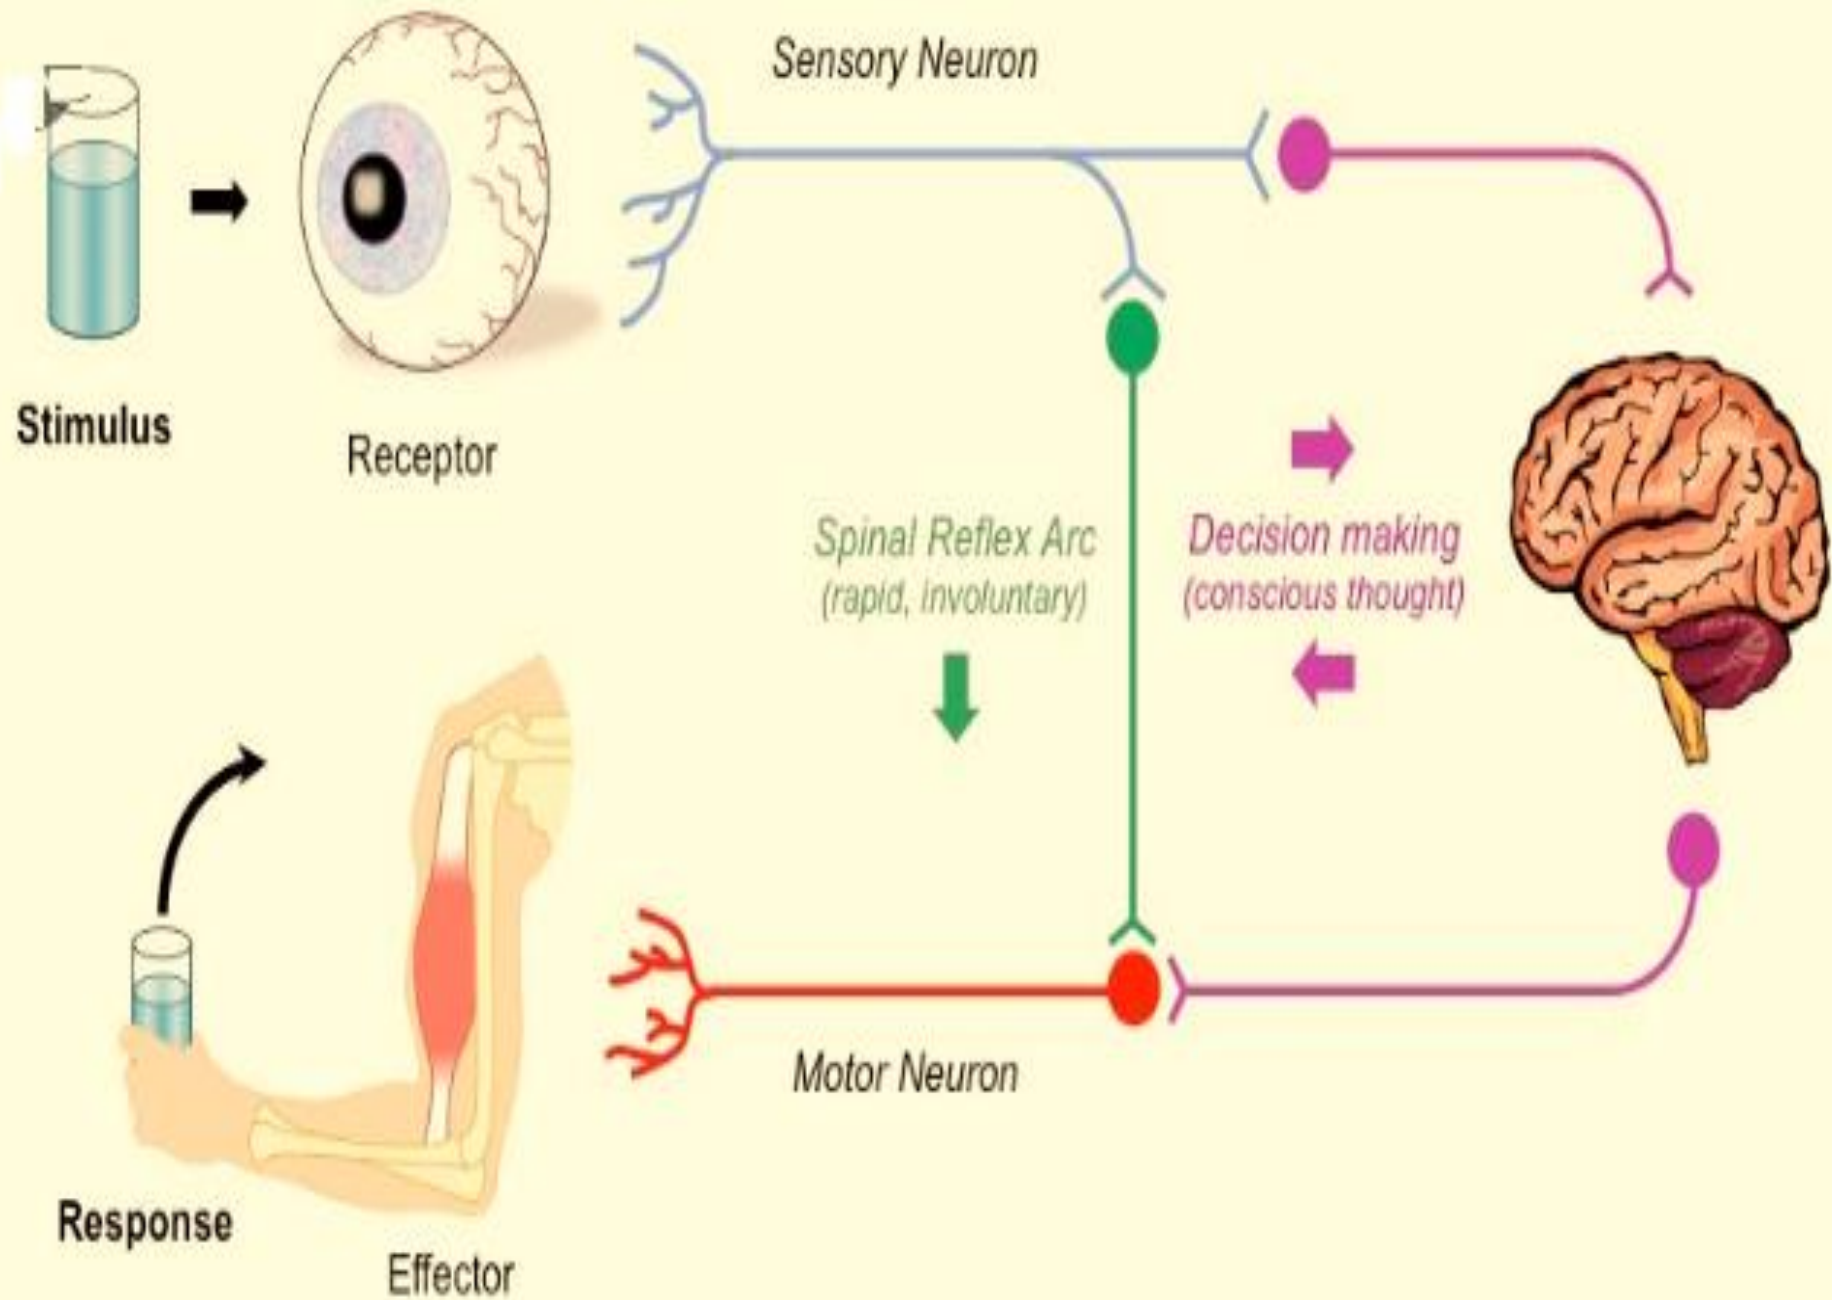 Sensory Neuron
Stimulus
Receptor
Spinal Reflex Arc
(rapid, involuntary)
Decision making
(conscious thought)
Motor Neuron
Response
Effector